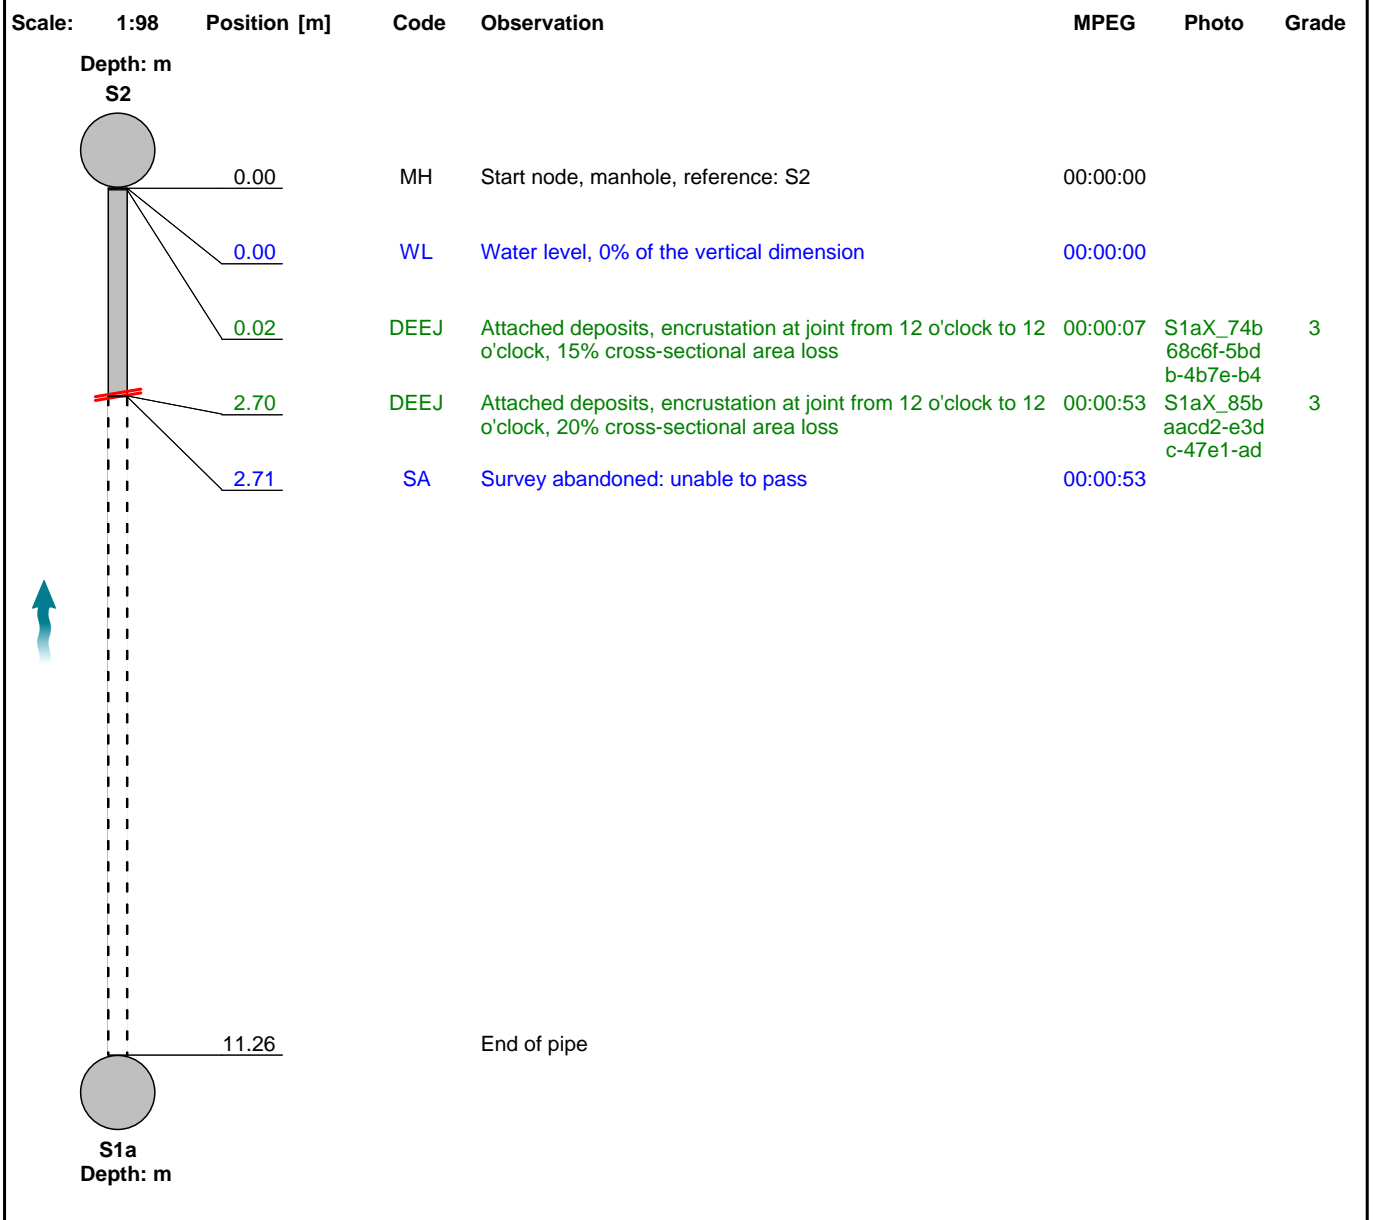 Scale: 1:98 Position [m] Code Observation MPEG Photo Grade
Depth: m
S2
0.00 MH Start node, manhole, reference: S2 00:00:00
0.00 WL Water level, 0% of the vertical dimension 00:00:00
0.02 DEEJ Attached deposits, encrustation at joint from 12 o'clock to 12 00:00:07 S1aX_74b 3
o'clock, 15% cross-sectional area loss 68c6f-5bd
b-4b7e-b4
2.70 DEEJ Attached deposits, encrustation at joint from 12 o'clock to 12 00:00:53 S1aX_85b 3
o'clock, 20% cross-sectional area loss aacd2-e3d
c-47e1-ad
2.71 SA Survey abandoned: unable to pass 00:00:53
11.26 End of pipe
S1a
Depth: m